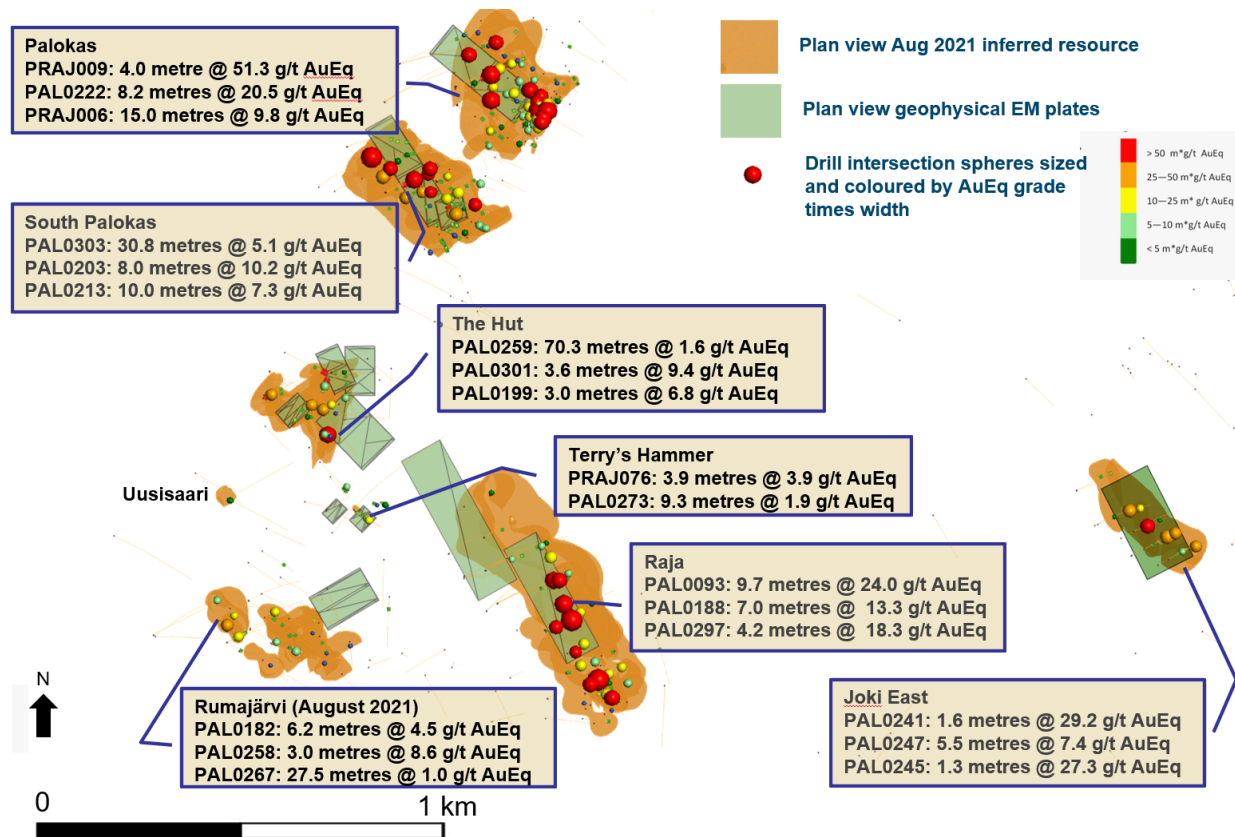 Palokas
PRAJ009: 4.0 metre @ 51.3 g/t AuEq
PAL0222: 8.2 metres @ 20.5 g/t AuEq
PRAJ006: 15.0 metres @ 9.8 g/t AuEq
Plan view Aug 2021 inferred resource
Plan view geophysical EM plates
Drill intersection spheres sized
and coloured by AuEq grade
times width
> 50 m*g/t AuEq
25—50 m*g/t AuEq
10—25 m* g/t AuEq
5—10 m*g/t AuEq
< 5 m*g/t AuEq
South Palokas
PAL0303: 30.8 metres @ 5.1 g/t AuEq
PAL0203: 8.0 metres @ 10.2 g/t AuEq
PAL0213: 10.0 metres @ 7.3 g/t AuEq
The Hut
PAL0259: 70.3 metres @ 1.6 g/t AuEq
PAL0301: 3.6 metres @ 9.4 g/t AuEq
PAL0199: 3.0 metres @ 6.8 g/t AuEq
Terry's Hammer
PRAJ076: 3.9 metres @ 3.9 g/t AuEq
PAL0273: 9.3 metres @ 1.9 g/t AuEq
Uusisaari
Raja
PAL0093: 9.7 metres @ 24.0 g/t AuEq
PAL0188: 7.0 metres @ 13.3 g/t AuEq
PAL0297: 4.2 metres @ 18.3 g/t AuEq
Rumajärvi (August 2021)
PAL0182: 6.2 metres @ 4.5 g/t AuEq
PAL0258: 3.0 metres @ 8.6 g/t AuEq
PAL0267: 27.5 metres @ 1.0 g/t AuEq
Joki East
PAL0241: 1.6 metres @ 29.2 g/t AuEq
PAL0247: 5.5 metres @ 7.4 g/t AuEq
PAL0245: 1.3 metres @ 27.3 g/t AuEq
N
0
1 km